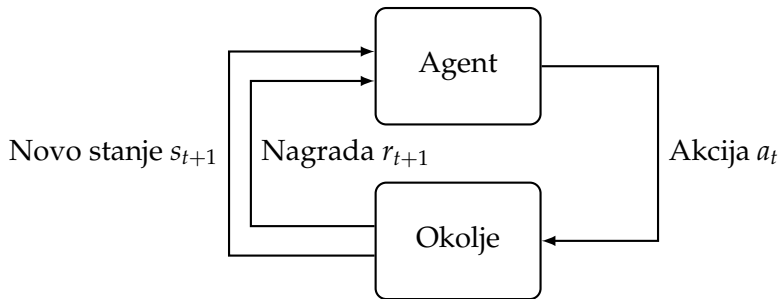 Agent
Novo stanje s_{t+1}
Nagrada r_{t+1}
Akcija a_t
Okolje